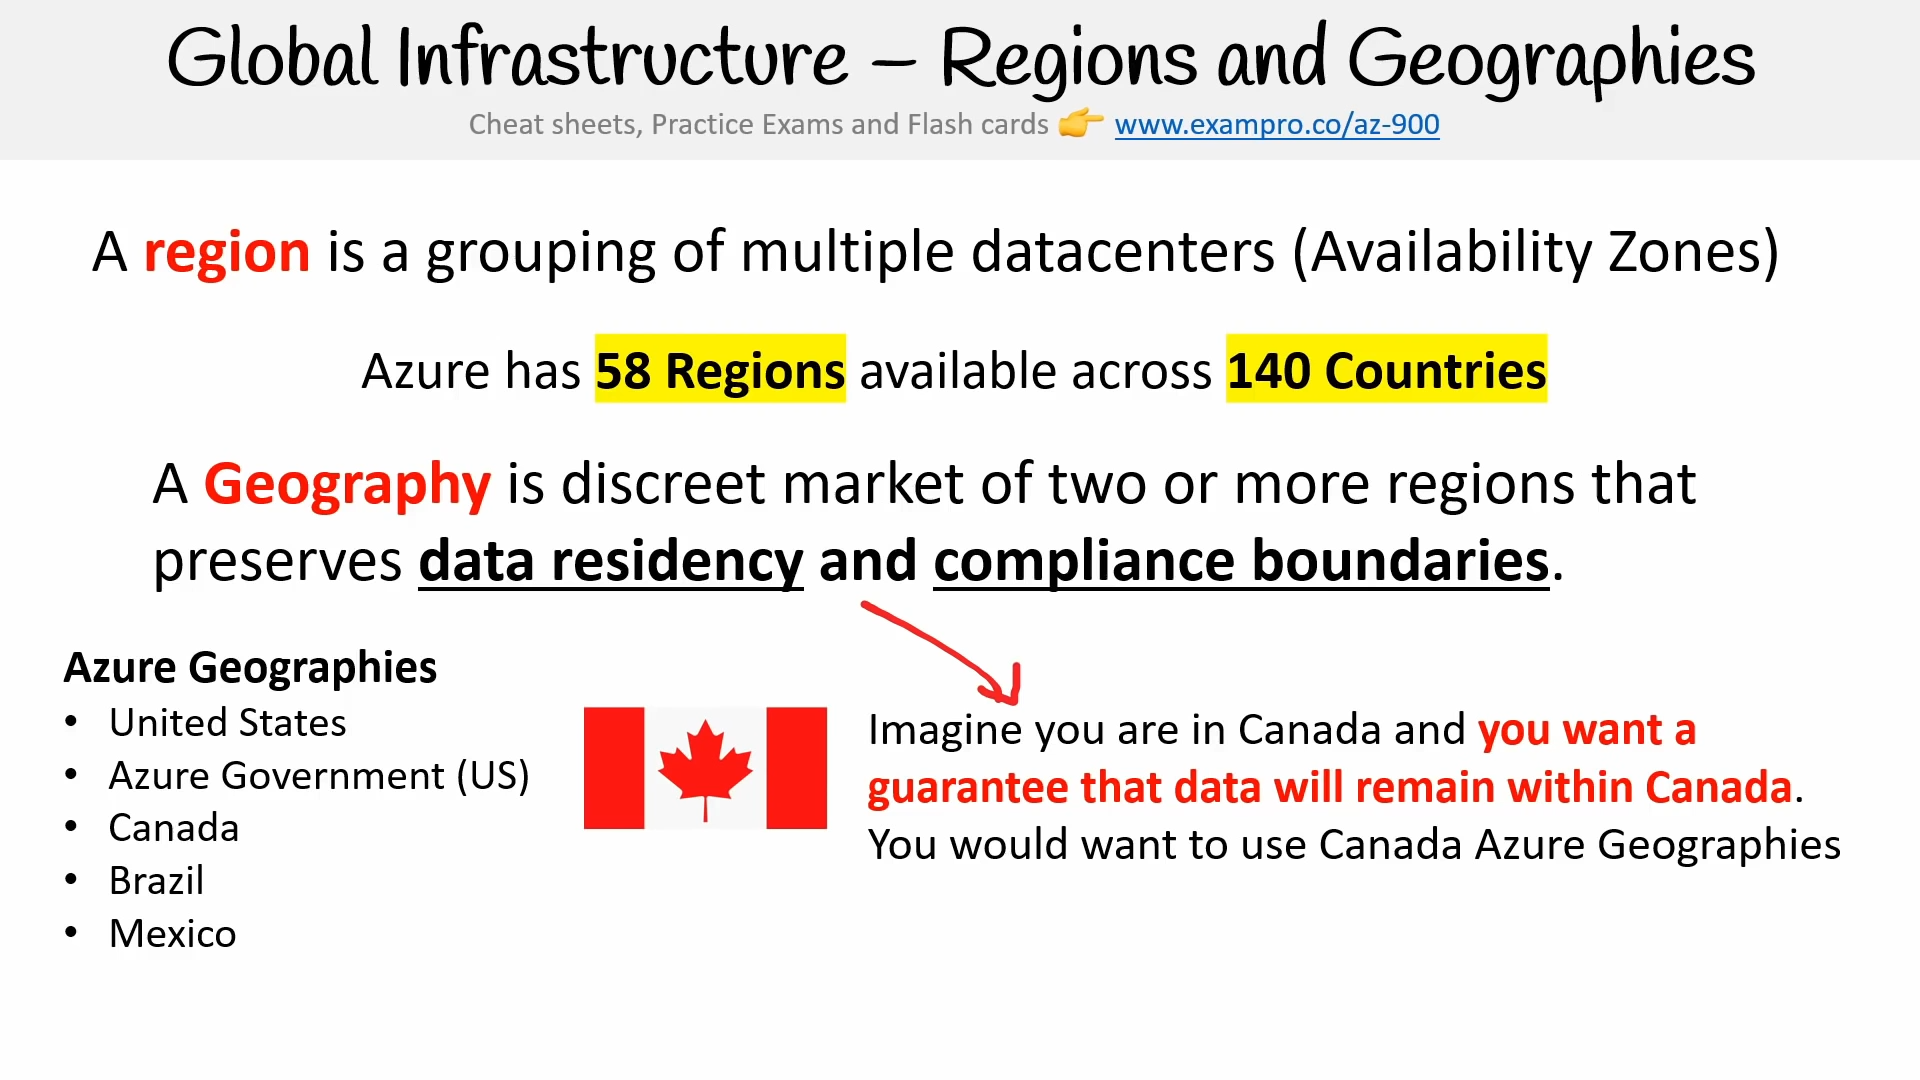 Global Infrastructure – Regions and Geographies
Cheat sheets, Practice Exams and Flash cards 👉 www.exampro.co/az-900
A region is a grouping of multiple datacenters (Availability Zones)
Azure has 58 Regions available across 140 Countries
A Geography is discreet market of two or more regions that
preserves data residency and compliance boundaries.
Azure Geographies
• United States
• Azure Government (US)
• Canada
• Brazil
• Mexico
Imagine you are in Canada and you want a
guarantee that data will remain within Canada.
You would want to use Canada Azure Geographies